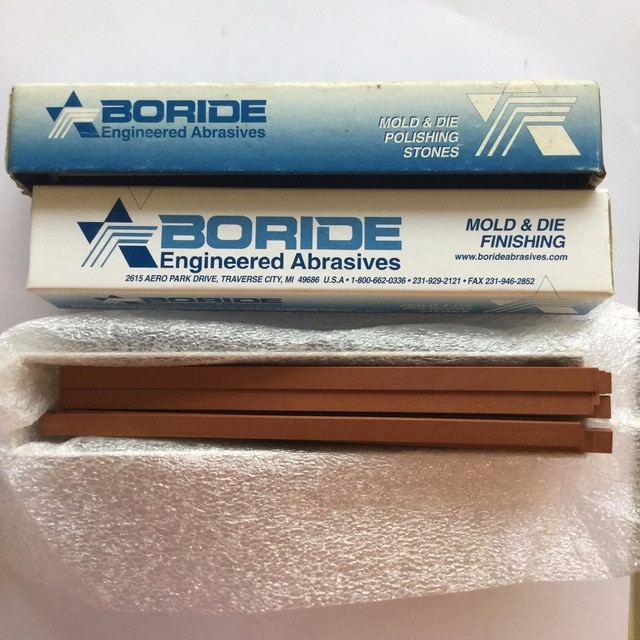 BORIDE
Engineered Abrasives
MOLD & DIE
POLISHING
STONES
BORIDE
Engineered Abrasives
MOLD & DIE
FINISHING
www.borideabrasives.com
2615 AERO PARK DRIVE, TRAVERSE CITY, MI 49686 U.S.A • 1-800-662-0336 • 231-929-2121 • FAX 231-946-2852
BORIDE